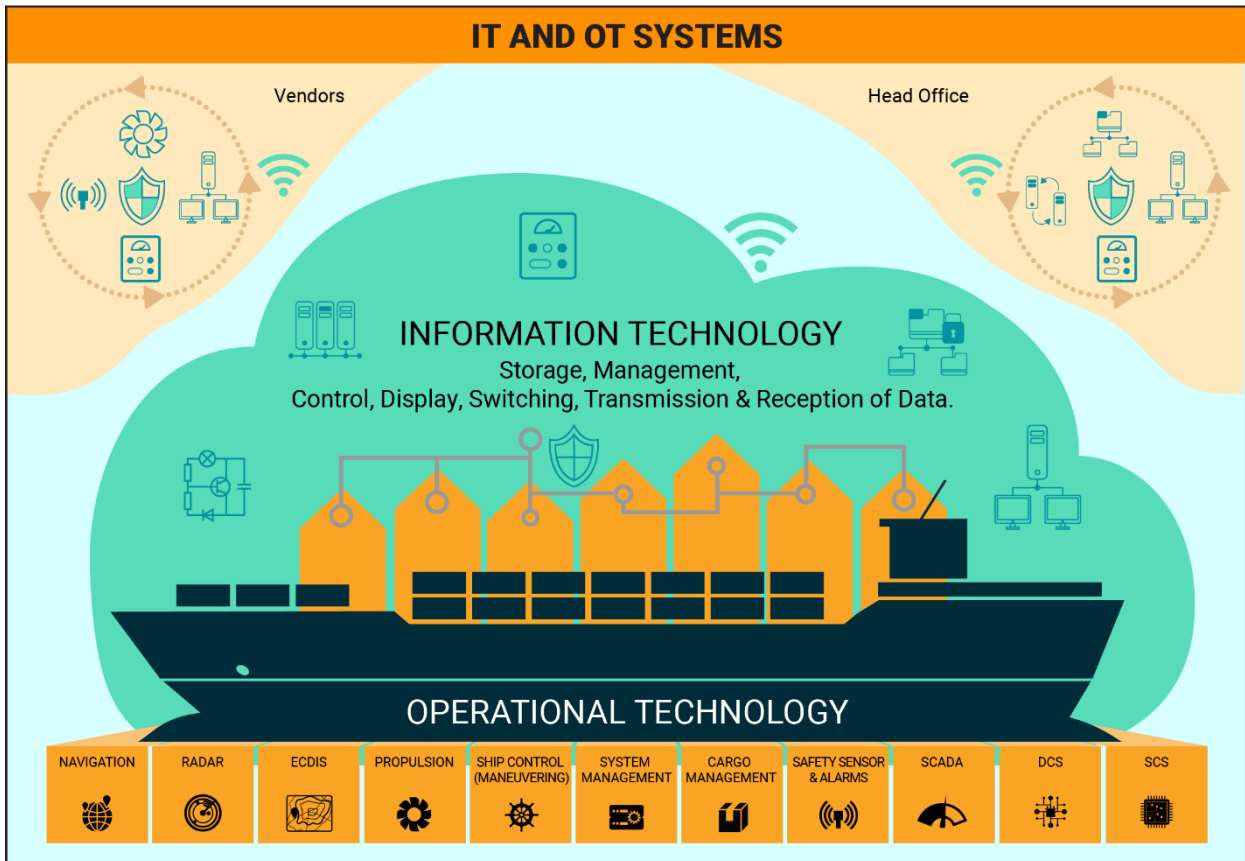 IT AND OT SYSTEMS
Vendors
Head Office
INFORMATION TECHNOLOGY
Storage, Management,
Control, Display, Switching, Transmission & Reception of Data.
OPERATIONAL TECHNOLOGY
NAVIGATION
RADAR
ECDIS
PROPULSION
SHIP CONTROL
(MANEUVERING)
SYSTEM
MANAGEMENT
CARGO
MANAGEMENT
SAFETY SENSOR
& ALARMS
SCADA
DCS
SCS